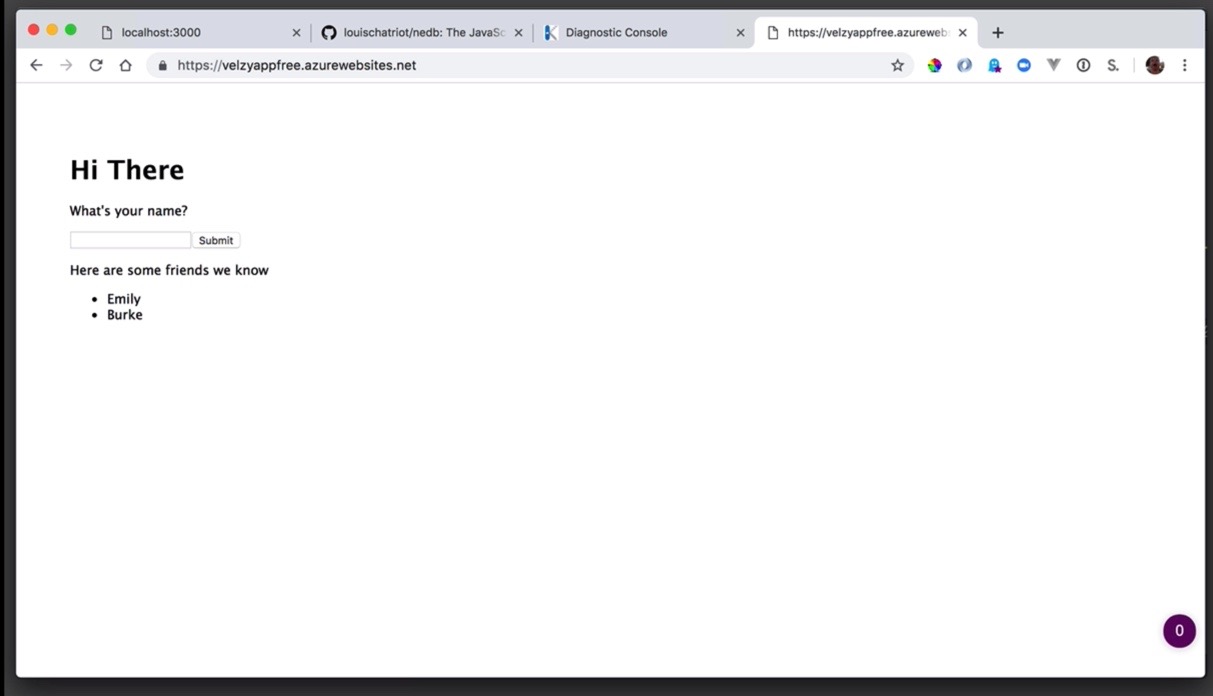 localhost:3000
louischatriot/nedb: The JavaSc
Diagnostic Console
https://velzyappfree.azureweb
https://velzyappfree.azurewebsites.net
S.
Hi There
What's your name?
Submit
Here are some friends we know
• Emily
• Burke
0